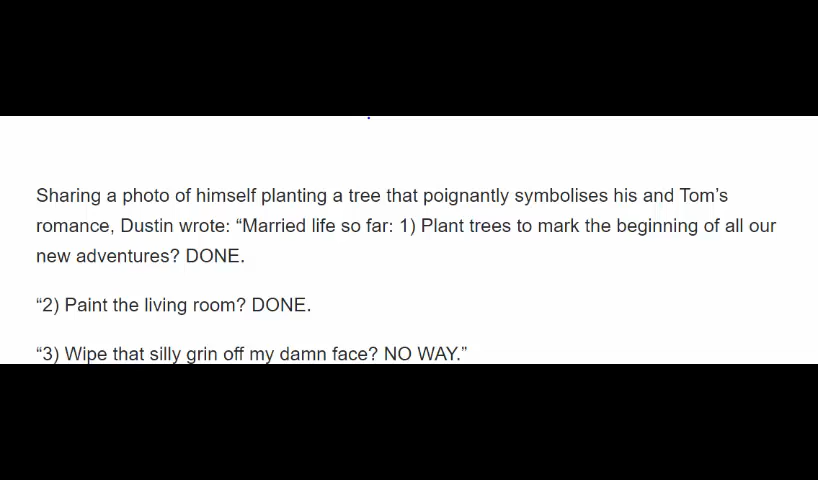 Sharing a photo of himself planting a tree that poignantly symbolises his and Tom’s
romance, Dustin wrote: “Married life so far: 1) Plant trees to mark the beginning of all our
new adventures? DONE.
“2) Paint the living room? DONE.
“3) Wipe that silly grin off my damn face? NO WAY.”